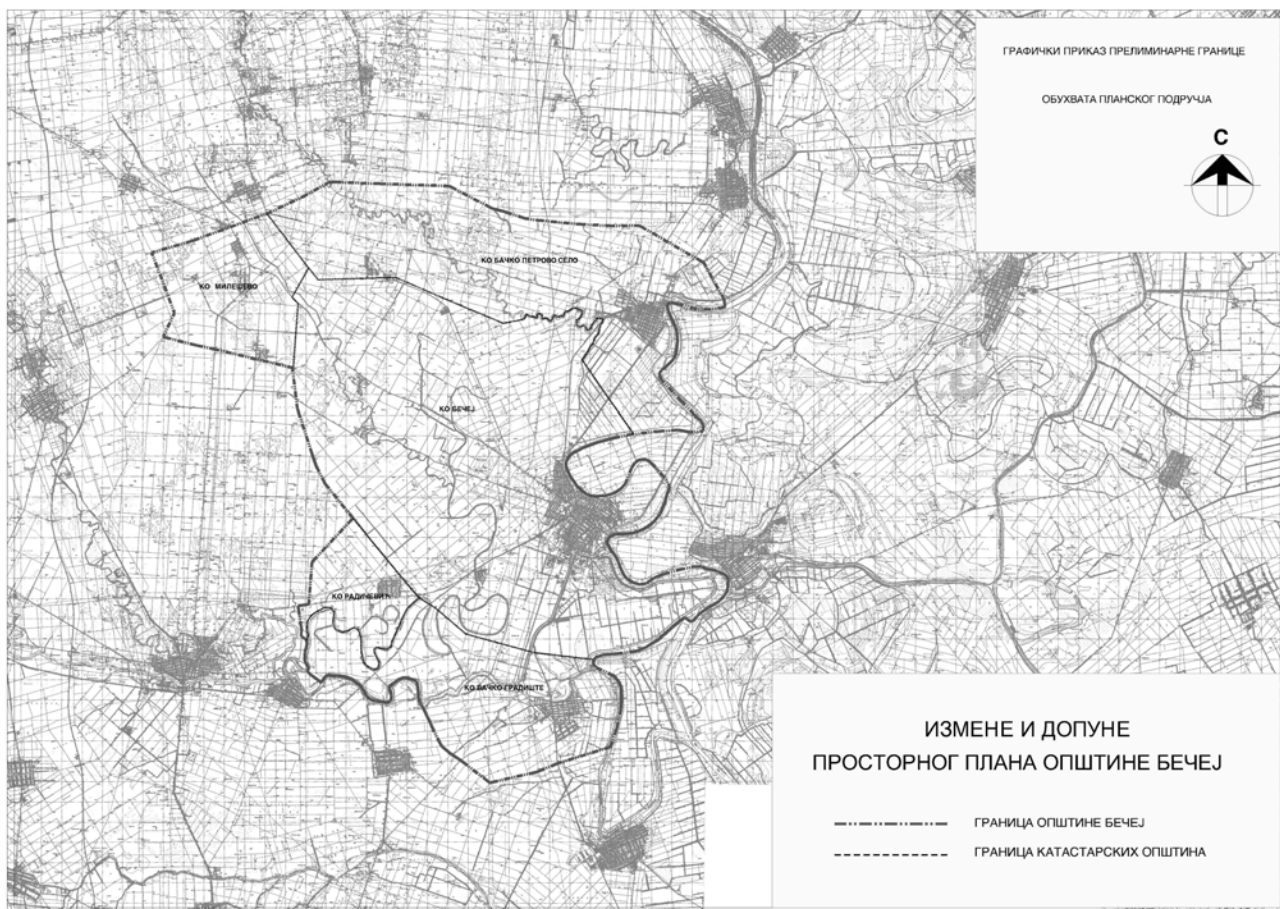 ГРАФИЧКИ ПРИКАЗ ПРЕЛИМИНАРНЕ ГРАНИЦЕ
ОБУХВАТА ПЛАНСКОГ ПОДРУЧЈА
С
КО БАЧКО ПЕТРОВО СЕЛО
КО МИЛЕШЕВО
КО БЕЧЕЈ
КО РАДИЧЕВИЋ
КО БАЧКО ГРАДИШТЕ
ИЗМЕНЕ И ДОПУНЕ
ПРОСТОРНОГ ПЛАНА ОПШТИНЕ БЕЧЕЈ
ГРАНИЦА ОПШТИНЕ БЕЧЕЈ
ГРАНИЦА КАТАСТАРСКИХ ОПШТИНА